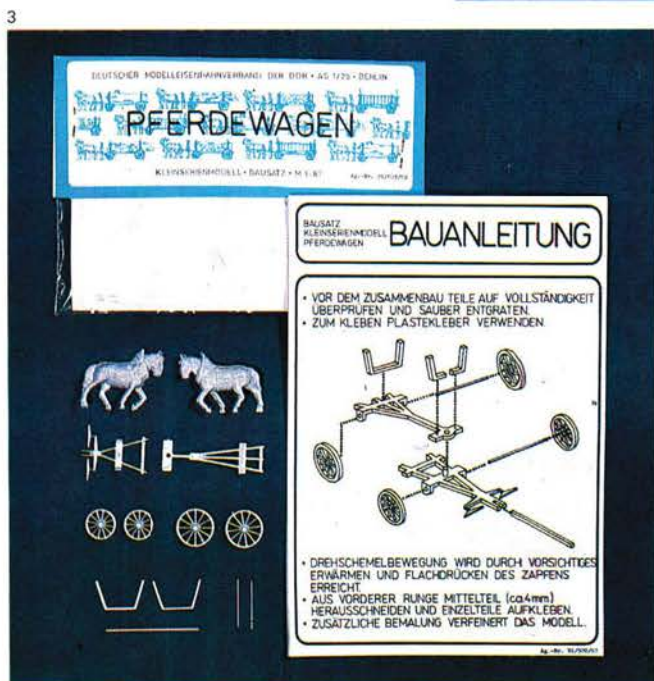 3
DEUTSCHER MODELLEISENBAHNVERBAND DER DDR • AG 1/25 • BERLIN
PFERDEWAGEN
KLEINSERIENMODELL • BAUSATZ • M 1:87
BAUSATZ
KLEINSERIENMODELL
PFERDEWAGEN
BAUANLEITUNG
• VOR DEM ZUSAMMENBAU TEILE AUF VOLLSTÄNDIGKEIT
ÜBERPRÜFEN UND SAUBER ENTGRATEN.
• ZUM KLEBEN PLASTEKLEBER VERWENDEN.
• DREHSCHEMELBEWEGUNG WIRD DURCH VORSICHTIGES
ERWÄRMEN UND FLACHDRÜCKEN DES ZAPFENS
ERREICHT.
• AUS VORDERER RUNGE MITTELTEIL (ca.4mm)
HERAUSSCHNEIDEN UND EINZELTEILE AUFKLEBEN.
• ZUSÄTZLICHE BEMALUNG VERFEINERT DAS MODELL.